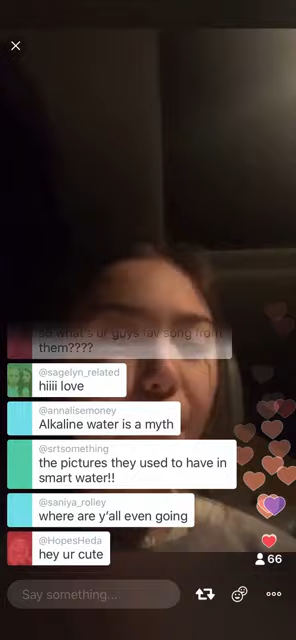 so what's ur guys fav song from
them????
@sagelyn_related
hiiii love
@annalisemoney
Alkaline water is a myth
@srtsomething
the pictures they used to have in
smart water!!
@saniya_rolley
where are y'all even going
@HopesHeda
hey ur cute
66
Say something...